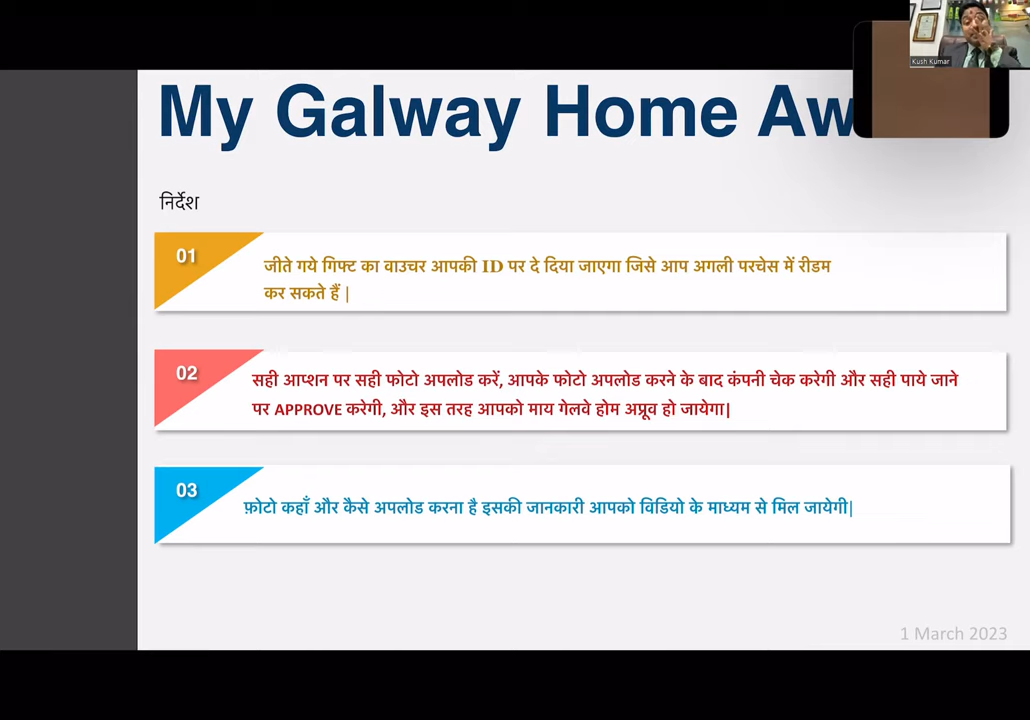 Kush Kumar
My Galway Home Aw
निर्देश
01
जीते गये गिफ्ट का वाउचर आपकी ID पर दे दिया जाएगा जिसे आप अगली परचेस में रीडम
कर सकते हैं |
02
सही आप्शन पर सही फोटो अपलोड करें, आपके फोटो अपलोड करने के बाद कंपनी चेक करेगी और सही पाये जाने
पर APPROVE करेगी, और इस तरह आपको माय गेलवे होम अप्रूव हो जायेगा|
03
फ़ोटो कहाँ और कैसे अपलोड करना है इसकी जानकारी आपको विडियो के माध्यम से मिल जायेगी|
1 March 2023